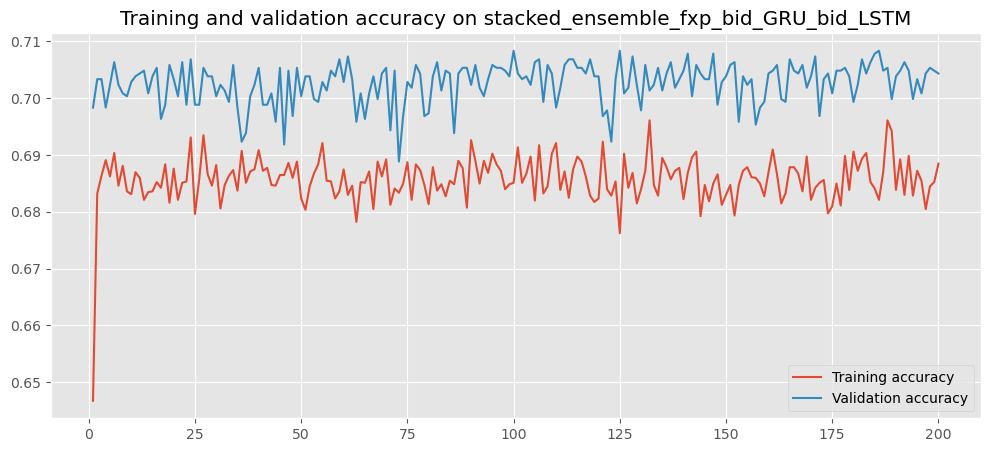 Training and validation accuracy on stacked_ensemble_fxp_bid_GRU_bid_LSTM
0.71
0.70
0.69
0.68
0.67
0.66
0.65
Training accuracy
Validation accuracy
0 25 50 75 100 125 150 175 200